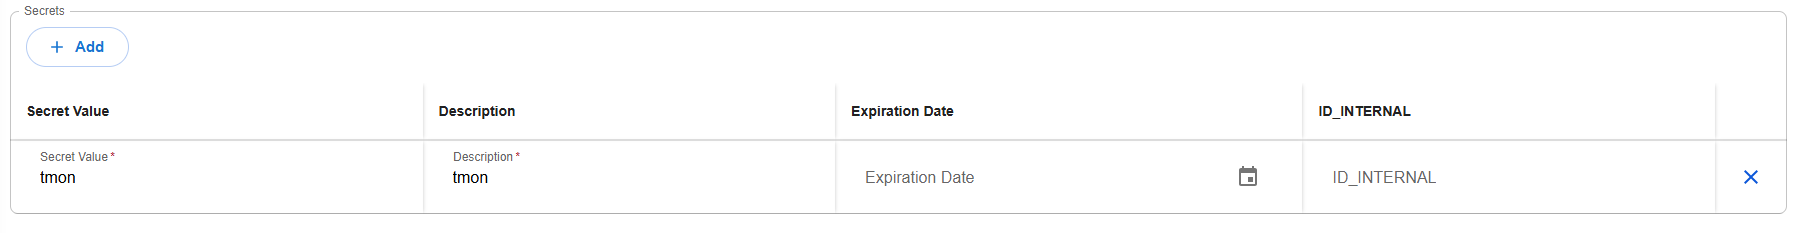 Secrets
+ Add
Secret Value Description Expiration Date ID_INTERNAL
Secret Value * Description *
tmon tmon Expiration Date ID_INTERNAL